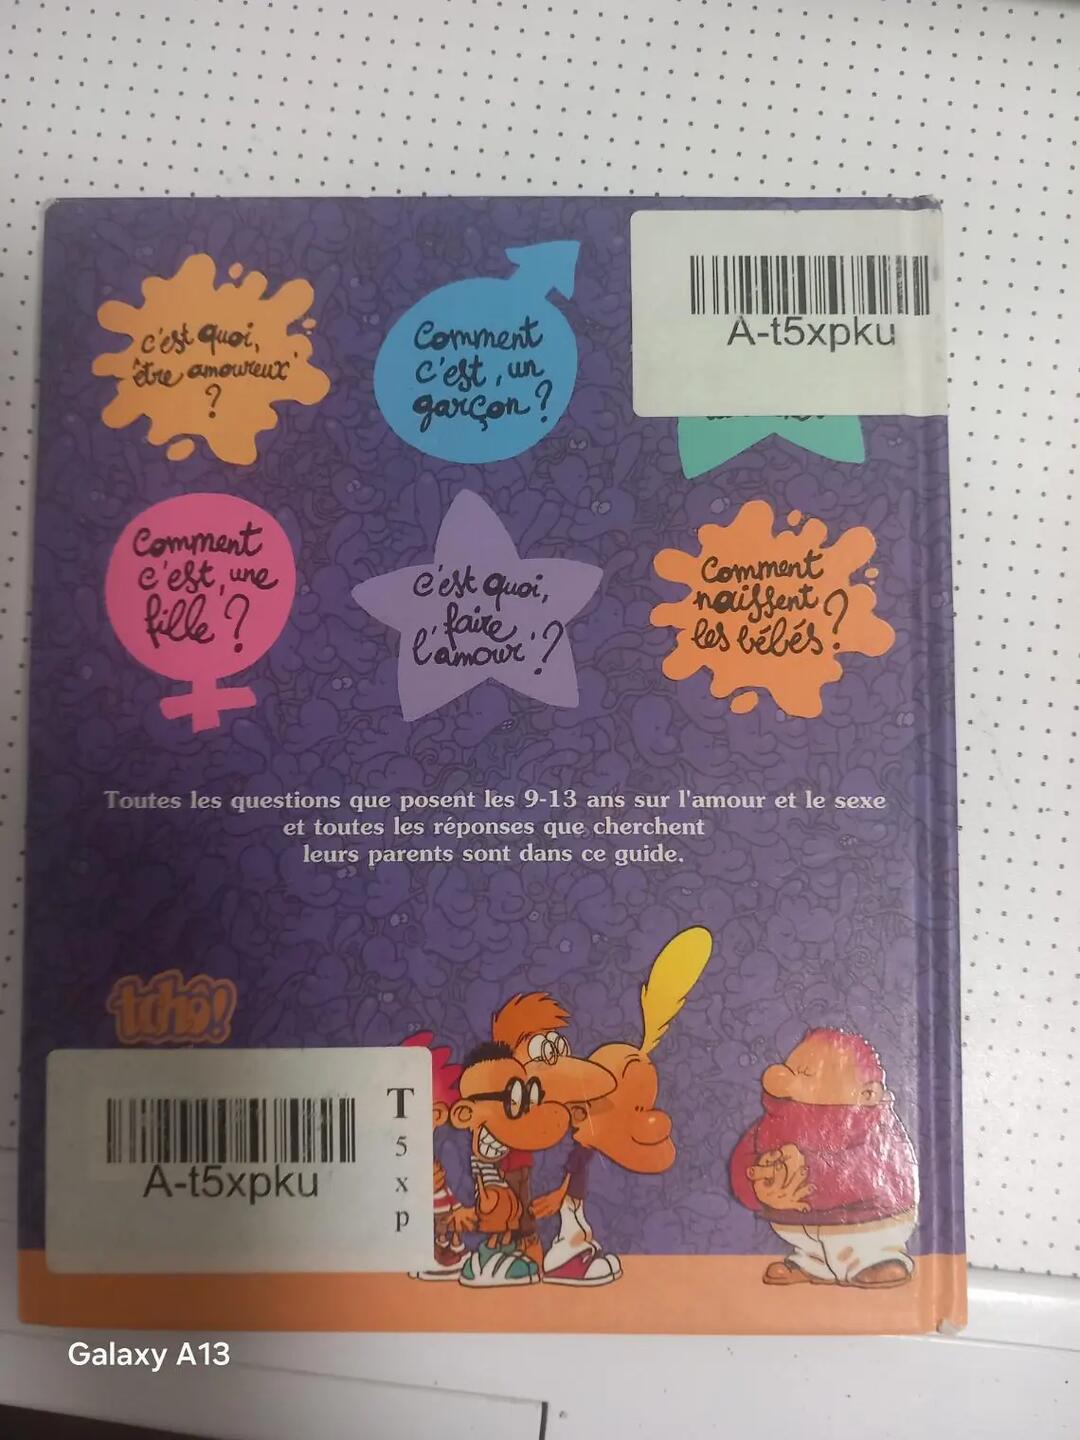 c'est quoi,
être amoureux
?
Comment
c'est, un
garçon ?
A-t5xpku
Comment
c'est, une
fille ?
c'est quoi,
faire
l'amour ?
Comment
naissent
les bébés ?
Toutes les questions que posent les 9-13 ans sur l'amour et le sexe
et toutes les réponses que cherchent
leurs parents sont dans ce guide.
tchô!
A-t5xpku
T
5
x
p
Galaxy A13